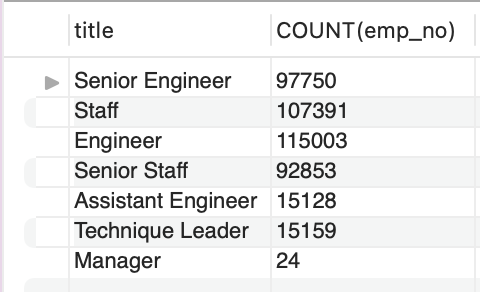 title COUNT(emp_no)
Senior Engineer 97750
Staff 107391
Engineer 115003
Senior Staff 92853
Assistant Engineer 15128
Technique Leader 15159
Manager 24